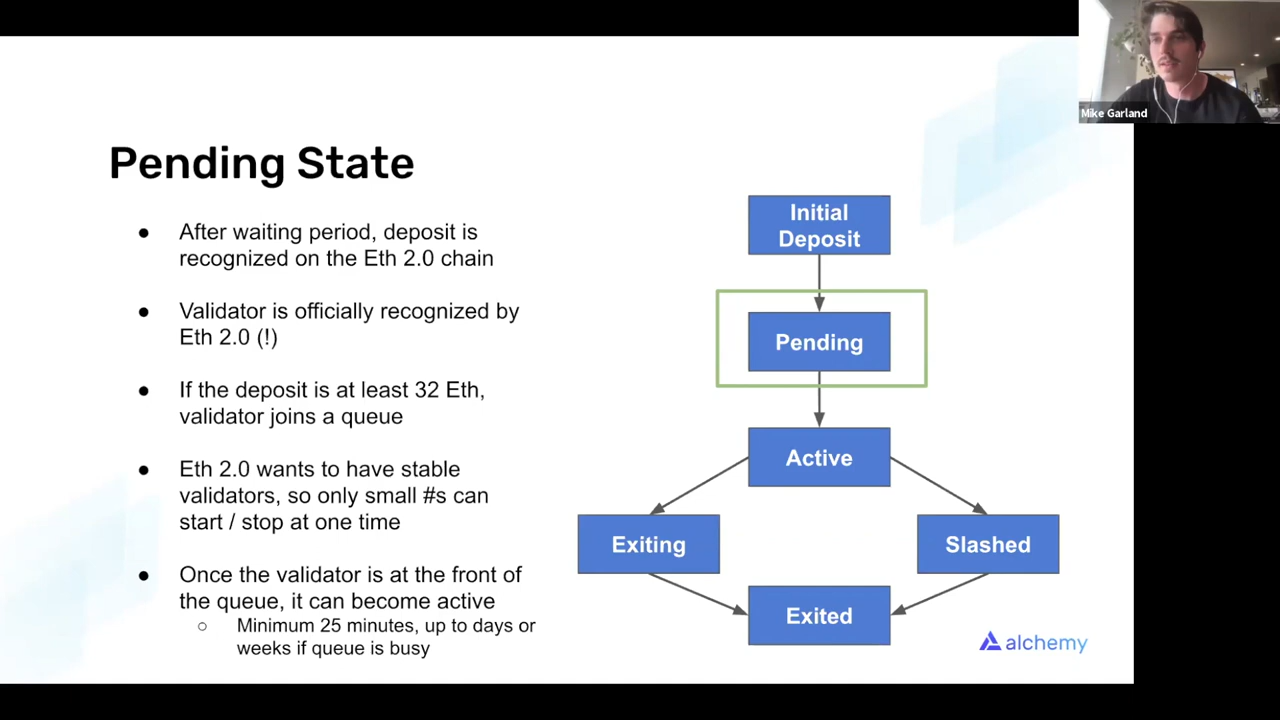 Mike Garland
Pending State
● After waiting period, deposit is
recognized on the Eth 2.0 chain
● Validator is officially recognized by
Eth 2.0 (!)
● If the deposit is at least 32 Eth,
validator joins a queue
● Eth 2.0 wants to have stable
validators, so only small #s can
start / stop at one time
● Once the validator is at the front of
the queue, it can become active
○ Minimum 25 minutes, up to days or
weeks if queue is busy
Initial
Deposit
Pending
Active
Exiting
Slashed
Exited
alchemy